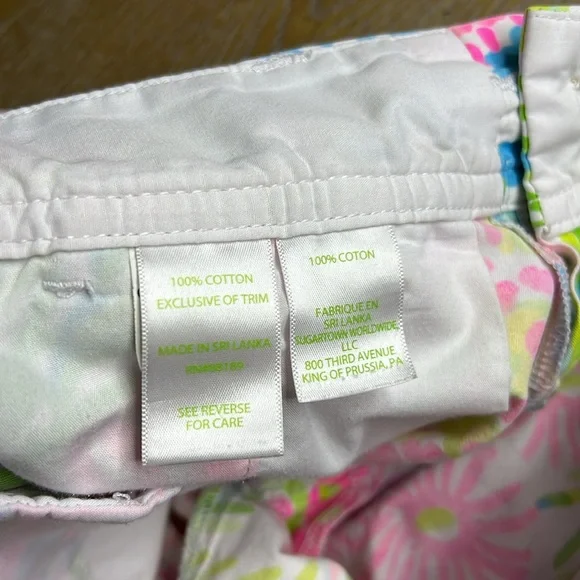 100% COTTON
EXCLUSIVE OF TRIM
MADE IN SRI LANKA
SEE REVERSE
FOR CARE
100% COTON
FABRIQUE EN
SRI LANKA
SUGARTOWN WORLDWIDE,
LLC
800 THIRD AVENUE
KING OF PRUSSIA, PA